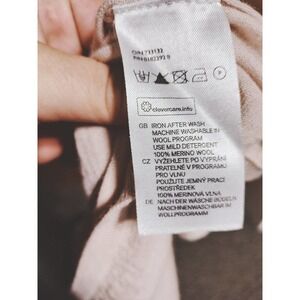 clevercare.info
GB IRON AFTER WASH
MACHINE WASHABLE IN
WOOL PROGRAM
USE MILD DETERGENT
100% MERINO WOOL
CZ VYŽEHLETE PO VYPRÁNÍ
PRATELNÉ V PROGRAMU
PRO VLNU
POUŽIJTE JEMNÝ PRACÍ
PROSTŘEDEK
100% MERINOVÁ VLNA
DE NACH DER WÄSCHE BÜGELN
MASCHINENWASCHBAR IM
WOLLPROGRAMM